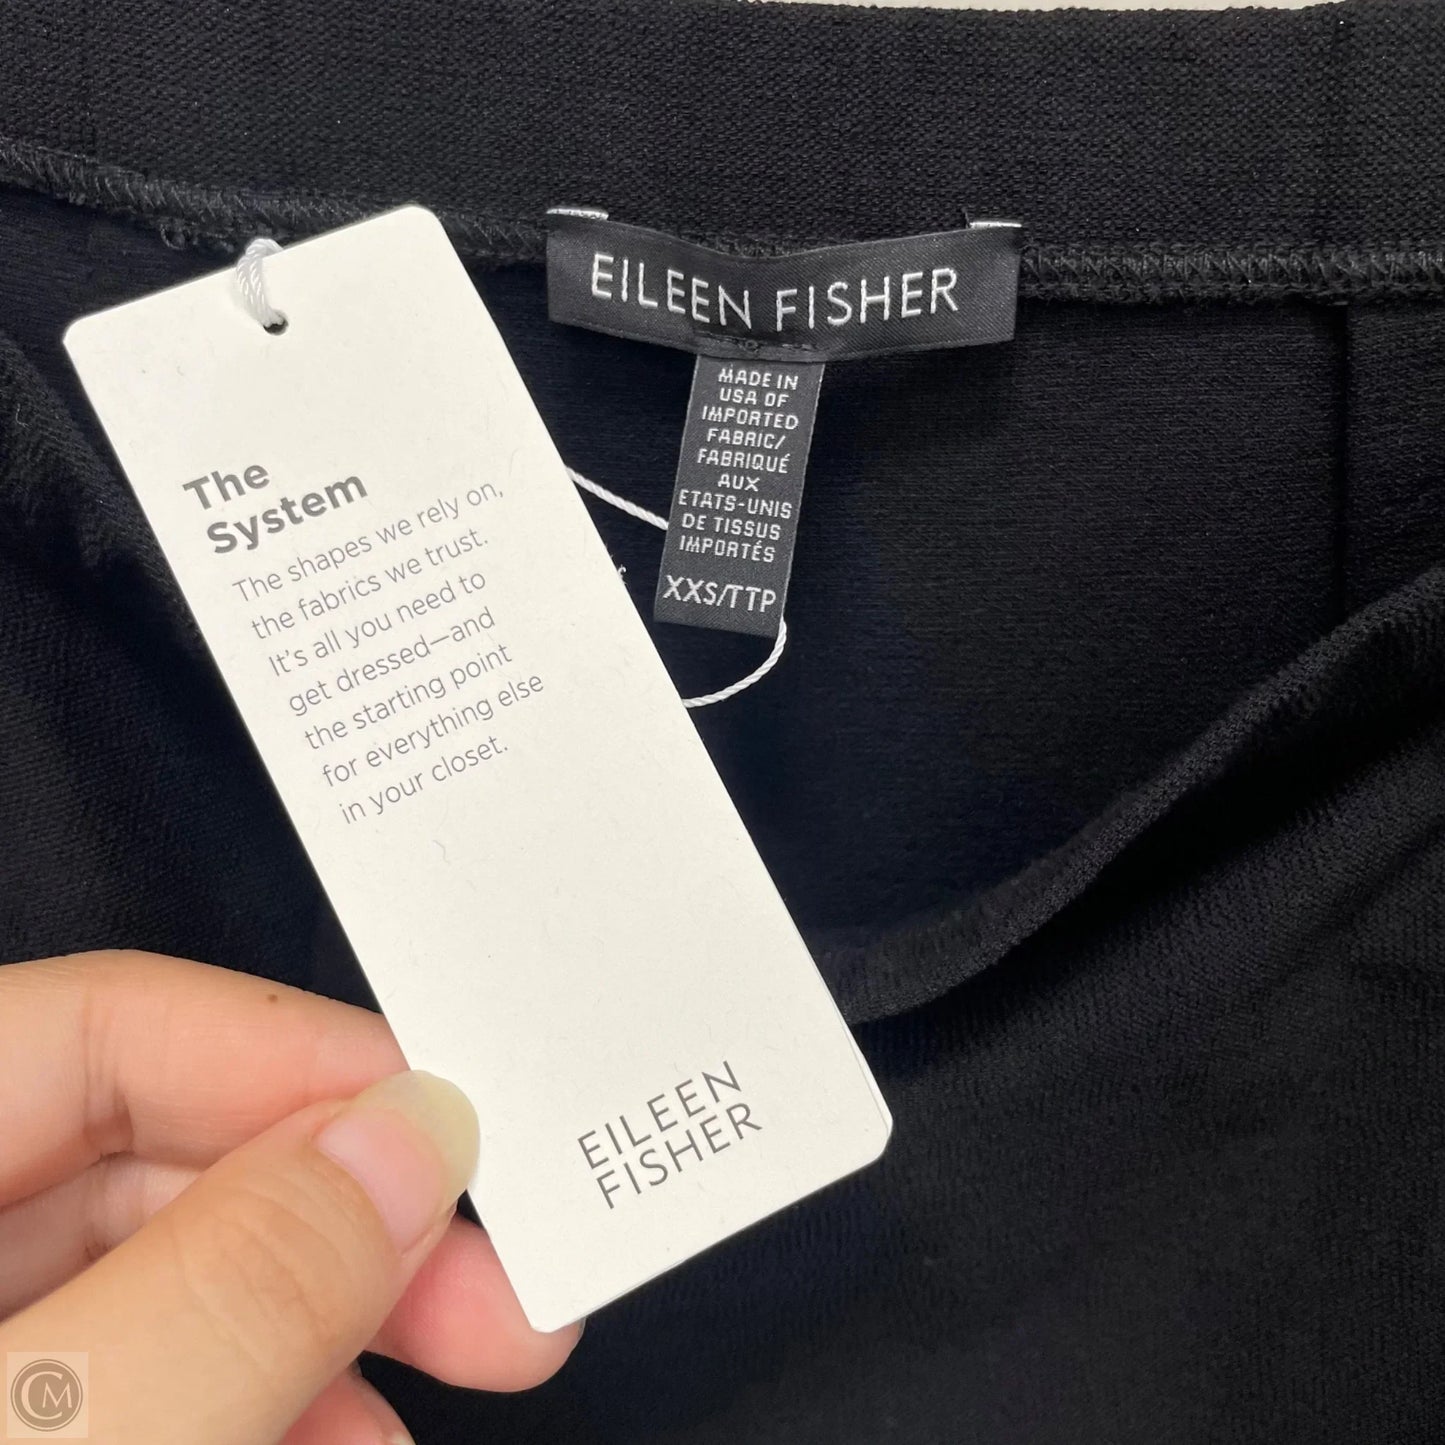 EILEEN FISHER
MADE IN
USA OF
IMPORTED
FABRIC/
FABRIQUÉ
AUX
ETATS-UNIS
DE TISSUS
IMPORTÉS
XXS/TTP
The
System
The shapes we rely on,
the fabrics we trust.
It's all you need to
get dressed—and
the starting point
for everything else
in your closet.
EILEEN
FISHER
CM